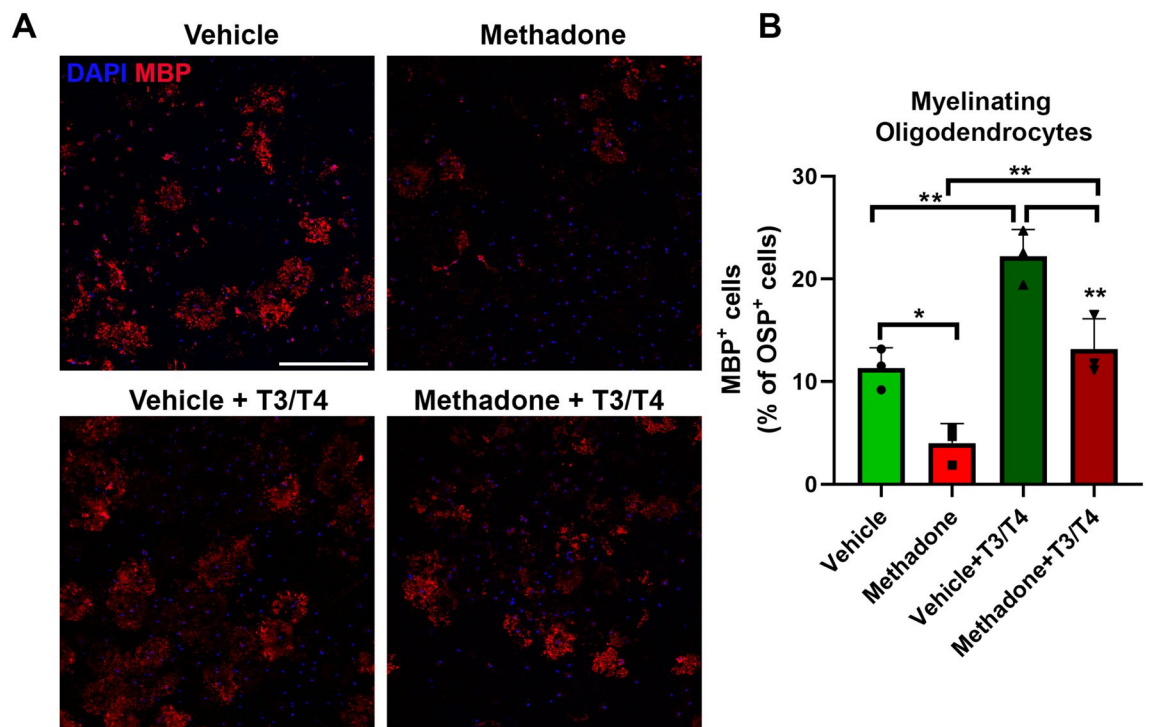 A
Vehicle
Methadone
DAPI MBP
Vehicle + T3/T4
Methadone + T3/T4
B
Myelinating
Oligodendrocytes
MBP⁺ cells
(% of OSP⁺ cells)
30
20
10
0
**
**
*
**
Vehicle
Methadone
Vehicle+T3/T4
Methadone+T3/T4